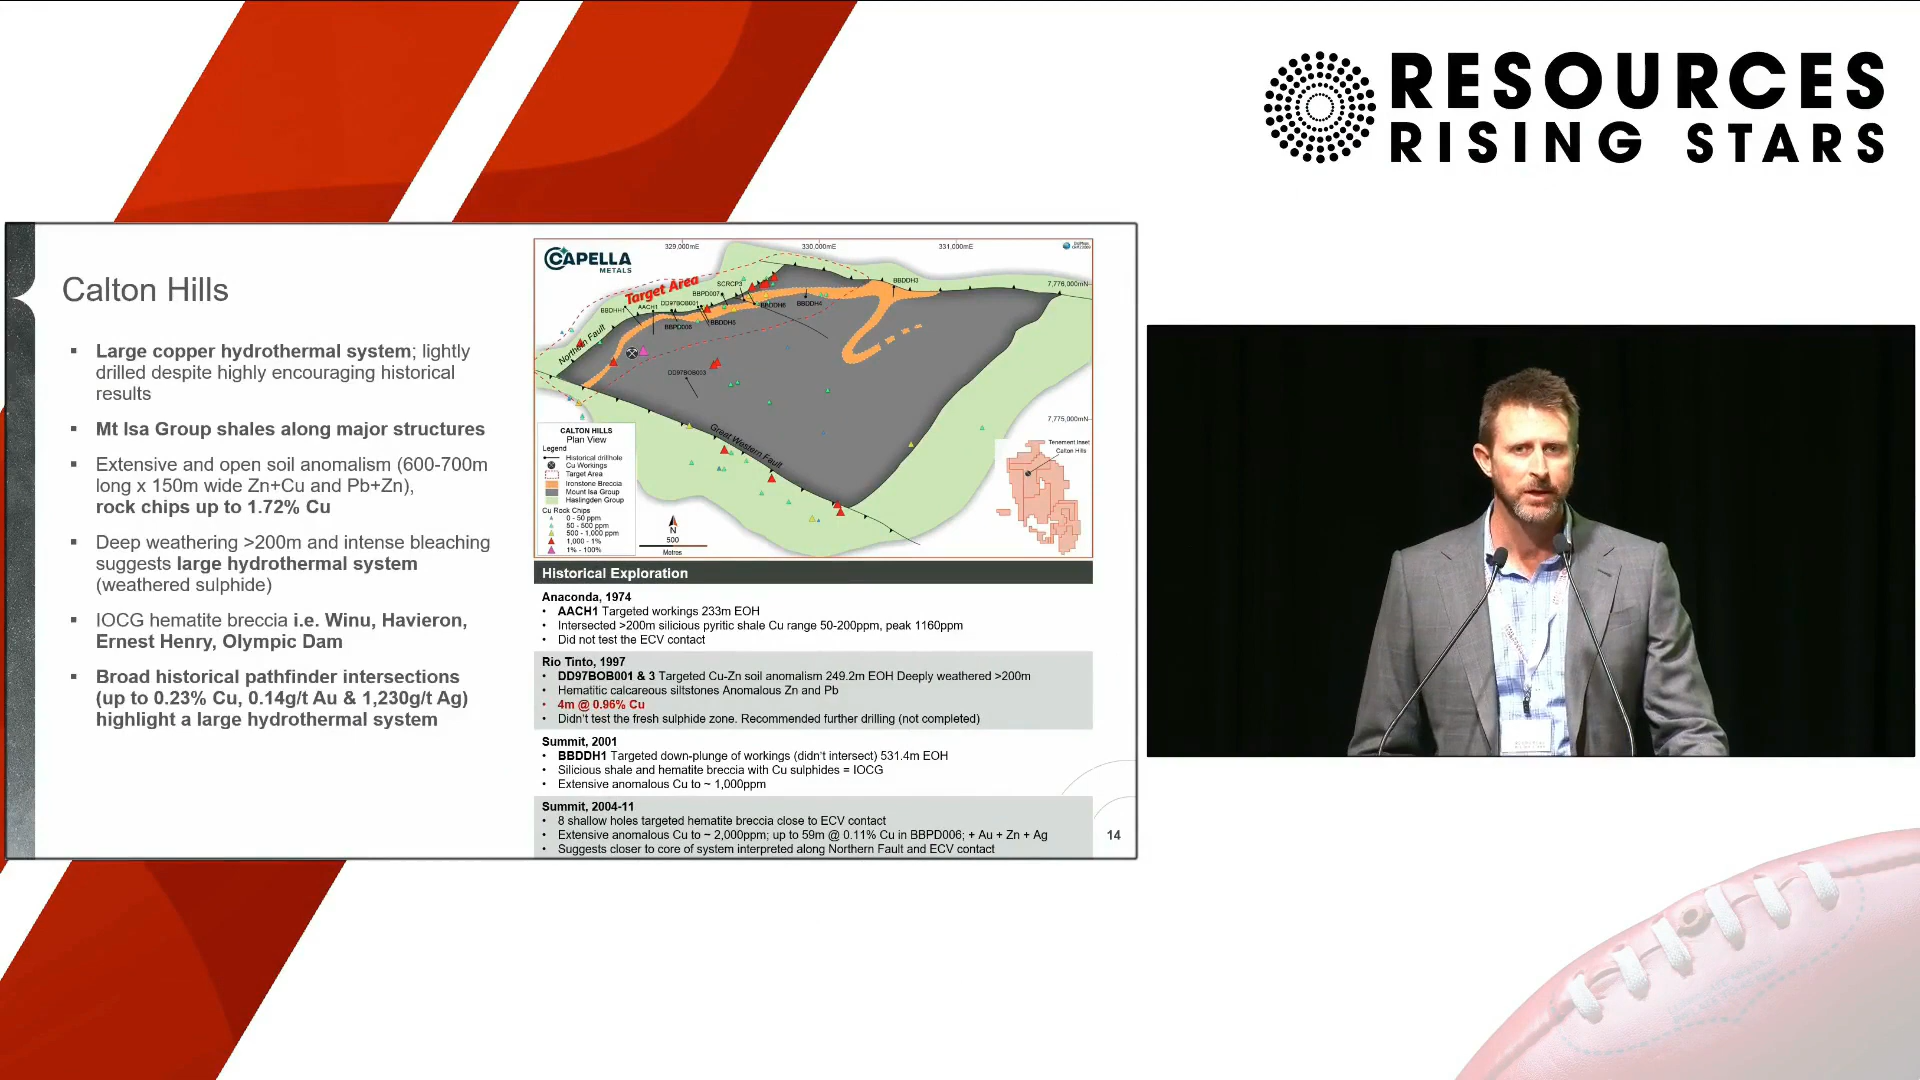 RESOURCES
RISING STARS
Calton Hills
▪ Large copper hydrothermal system; lightly
drilled despite highly encouraging historical
results
▪ Mt Isa Group shales along major structures
▪ Extensive and open soil anomalism (600-700m
long x 150m wide Zn+Cu and Pb+Zn),
rock chips up to 1.72% Cu
▪ Deep weathering >200m and intense bleaching
suggests large hydrothermal system
(weathered sulphide)
▪ IOCG hematite breccia i.e. Winu, Havieron,
Ernest Henry, Olympic Dam
▪ Broad historical pathfinder intersections
(up to 0.23% Cu, 0.14g/t Au & 1,230g/t Ag)
highlight a large hydrothermal system
CAPELLA
METALS
329,000mE
330,000mE
331,000mE
7,776,000mN
7,775,000mN
Target Area
BBDDH3
SCRCP3
BBPD007
DD97BOB001
AACH1
BBDHH1
BBDDH6
BBDDH4
BBDDH5
BBPD006
DD97BOB003
Northern Fault
Great Western Fault
Tenement Inset
Calton Hills
CALTON HILLS
Plan View
Legend
Historical drillhole
Cu Workings
Target Area
Ironstone Breccia
Mount Isa Group
Haslingden Group
Cu Rock Chips
0 - 50 ppm
50 - 500 ppm
500 - 1,000 ppm
1,000 - 1%
1% - 100%
N
500
Metres
Historical Exploration
Anaconda, 1974
• AACH1 Targeted workings 233m EOH
• Intersected >200m silicious pyritic shale Cu range 50-200ppm, peak 1160ppm
• Did not test the ECV contact
Rio Tinto, 1997
• DD97BOB001 & 3 Targeted Cu-Zn soil anomalism 249.2m EOH Deeply weathered >200m
• Hematitic calcareous siltstones Anomalous Zn and Pb
• 4m @ 0.96% Cu
• Didn't test the fresh sulphide zone. Recommended further drilling (not completed)
Summit, 2001
• BBDDH1 Targeted down-plunge of workings (didn't intersect) 531.4m EOH
• Silicious shale and hematite breccia with Cu sulphides = IOCG
• Extensive anomalous Cu to ~ 1,000ppm
Summit, 2004-11
• 8 shallow holes targeted hematite breccia close to ECV contact
• Extensive anomalous Cu to ~ 2,000ppm; up to 59m @ 0.11% Cu in BBPD006; + Au + Zn + Ag
• Suggests closer to core of system interpreted along Northern Fault and ECV contact
14